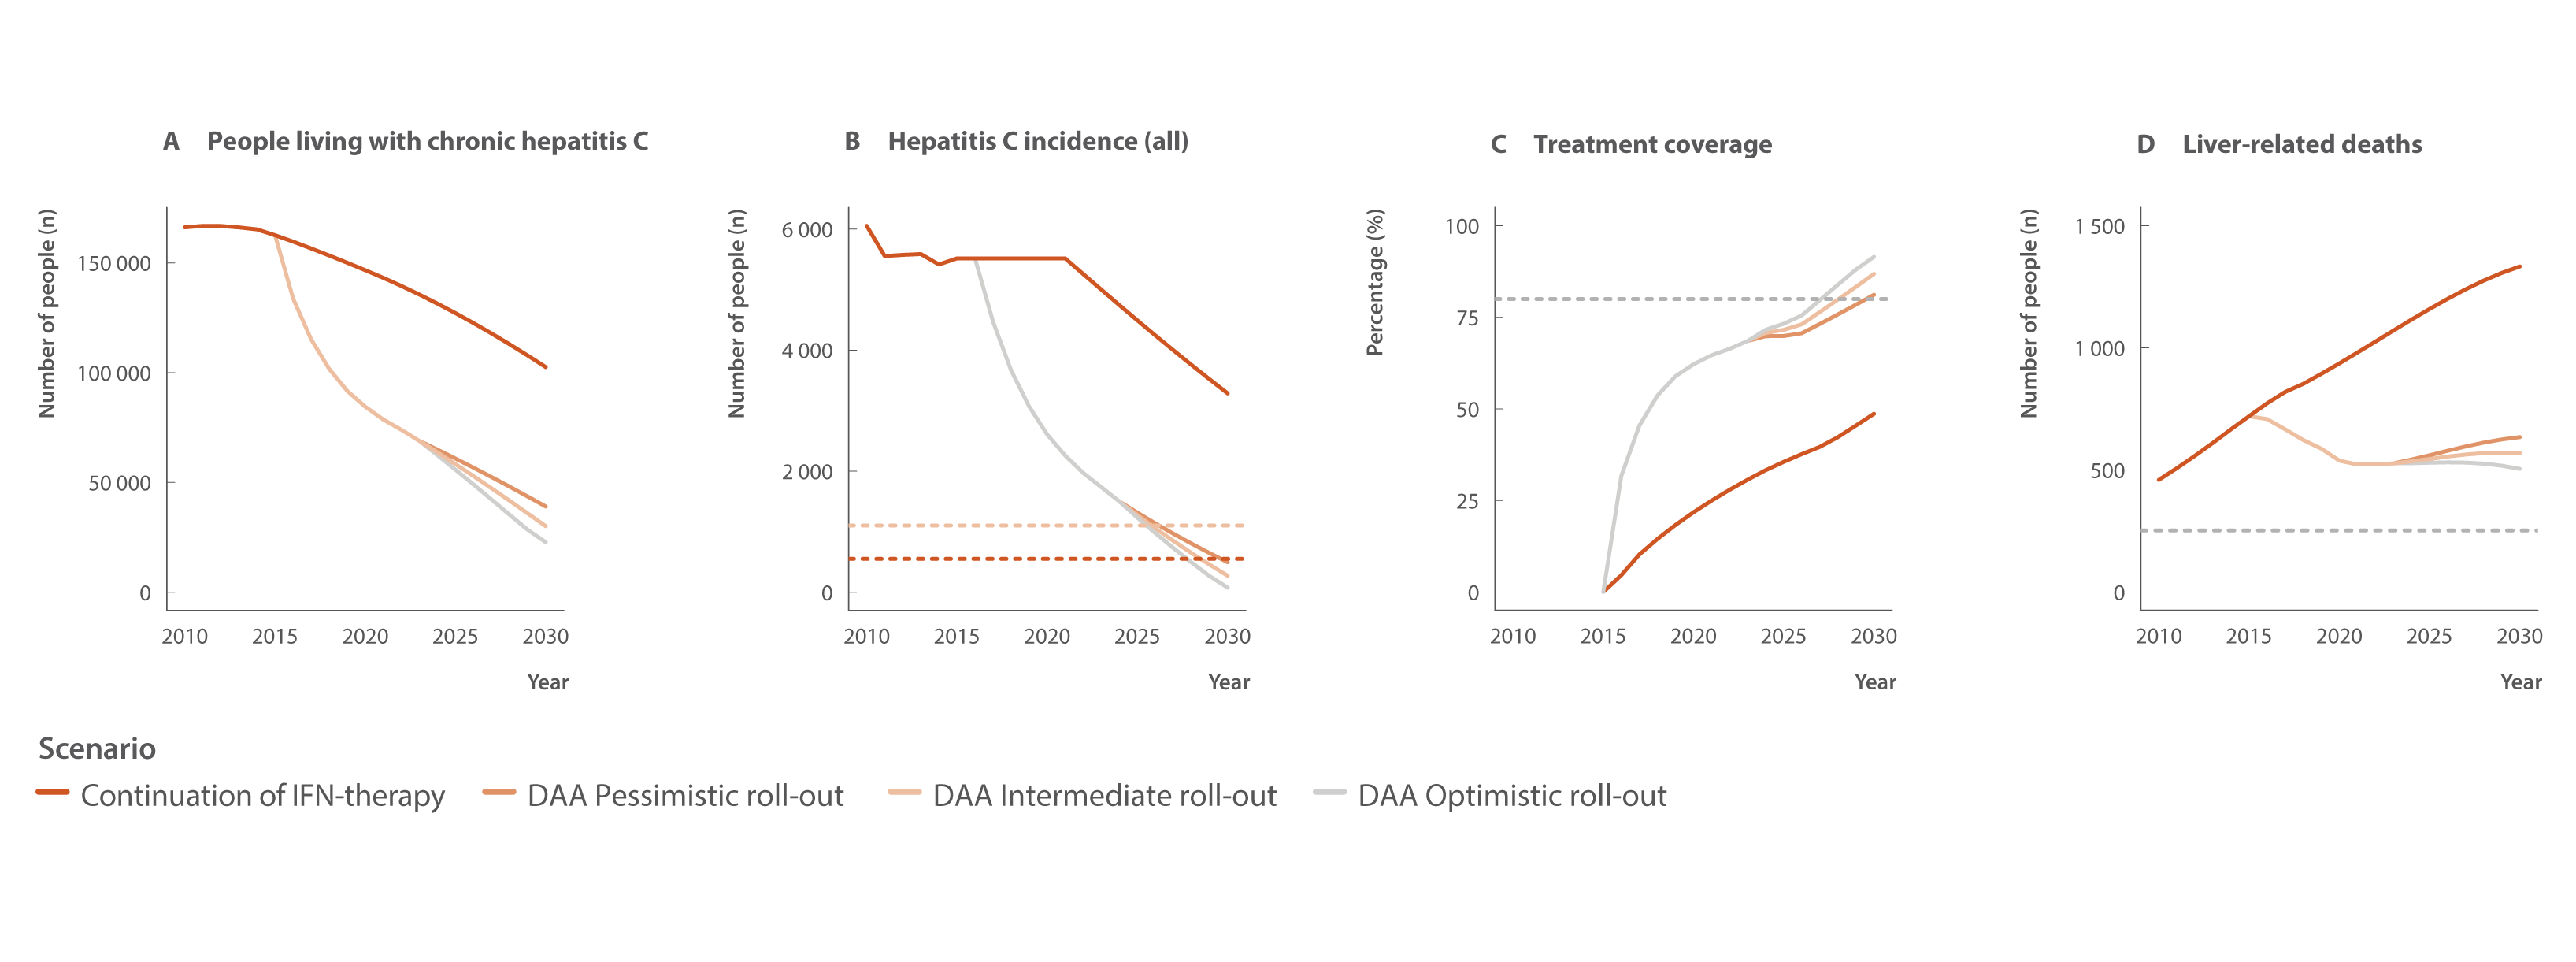 A People living with chronic hepatitis C
Number of people (n)
150 000
100 000
50 000
0
2010 2015 2020 2025 2030
Year
B Hepatitis C incidence (all)
Number of people (n)
6 000
4 000
2 000
0
2010 2015 2020 2025 2030
Year
C Treatment coverage
Percentage (%)
100
75
50
25
0
2010 2015 2020 2025 2030
Year
D Liver-related deaths
Number of people (n)
1 500
1 000
500
0
2010 2015 2020 2025 2030
Year
Scenario
Continuation of IFN-therapy DAA Pessimistic roll-out DAA Intermediate roll-out DAA Optimistic roll-out